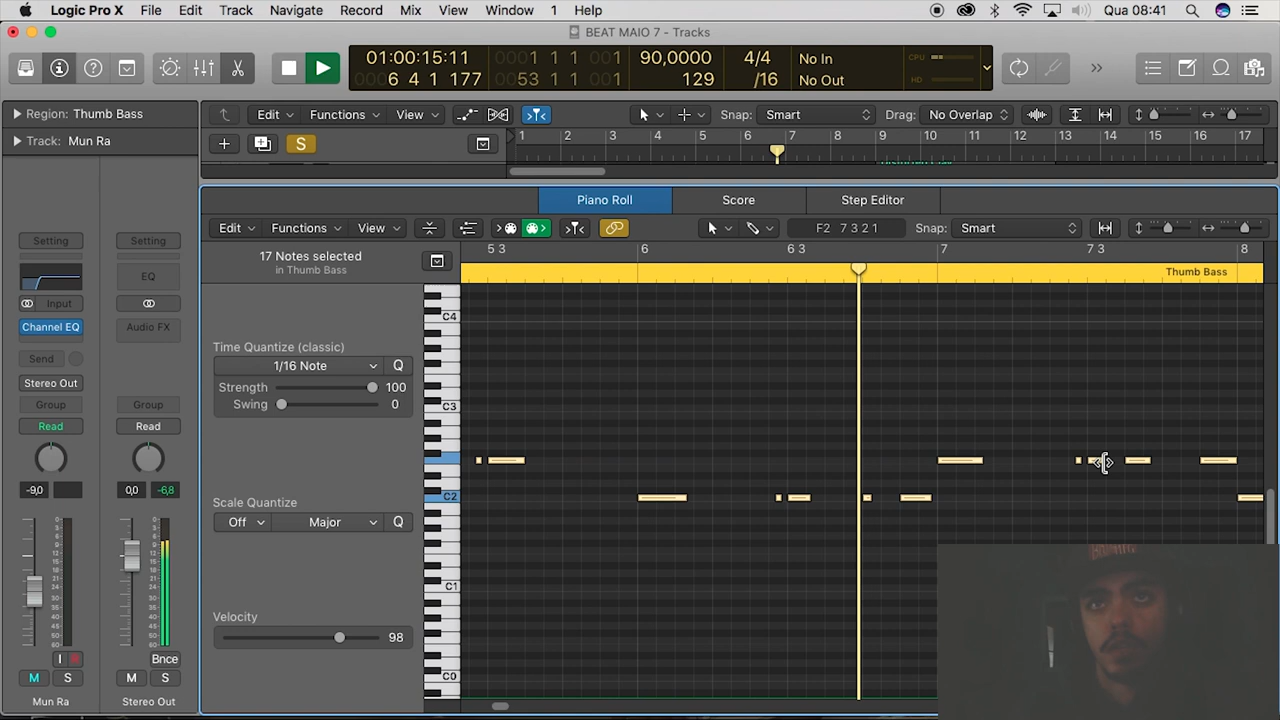 Logic Pro X File Edit Track Navigate Record Mix View Window 1 Help Qua 08:41
BEAT MAIO 7 - Tracks
01:00:15:11 0001 1 1 001 90,0000 4/4 No In CPU
0006 4 1 177 0053 1 1 001 129 /16 No Out HD
Region: Thumb Bass
Edit Functions View Snap: Smart Drag: No Overlap
Track: Mun Ra
S
1 2 3 4 5 6 7 8 9 10 11 12 13 14 15 16 17
Piano Roll Score Step Editor
Edit Functions View F2 7 3 2 1 Snap: Smart
Setting Setting
17 Notes selected
in Thumb Bass
5 3 6 6 3 7 7 3 8
Thumb Bass
EQ
Input
Channel EQ Audio FX
Send
Stereo Out
Group Group
Read Read
-9,0 0,0 -6,8
Time Quantize (classic)
1/16 Note Q
Strength 100
Swing 0
Scale Quantize
Off Major Q
Velocity
98
C4
C3
C2
C1
C0
I R Bnce
M S M S
Mun Ra Stereo Out